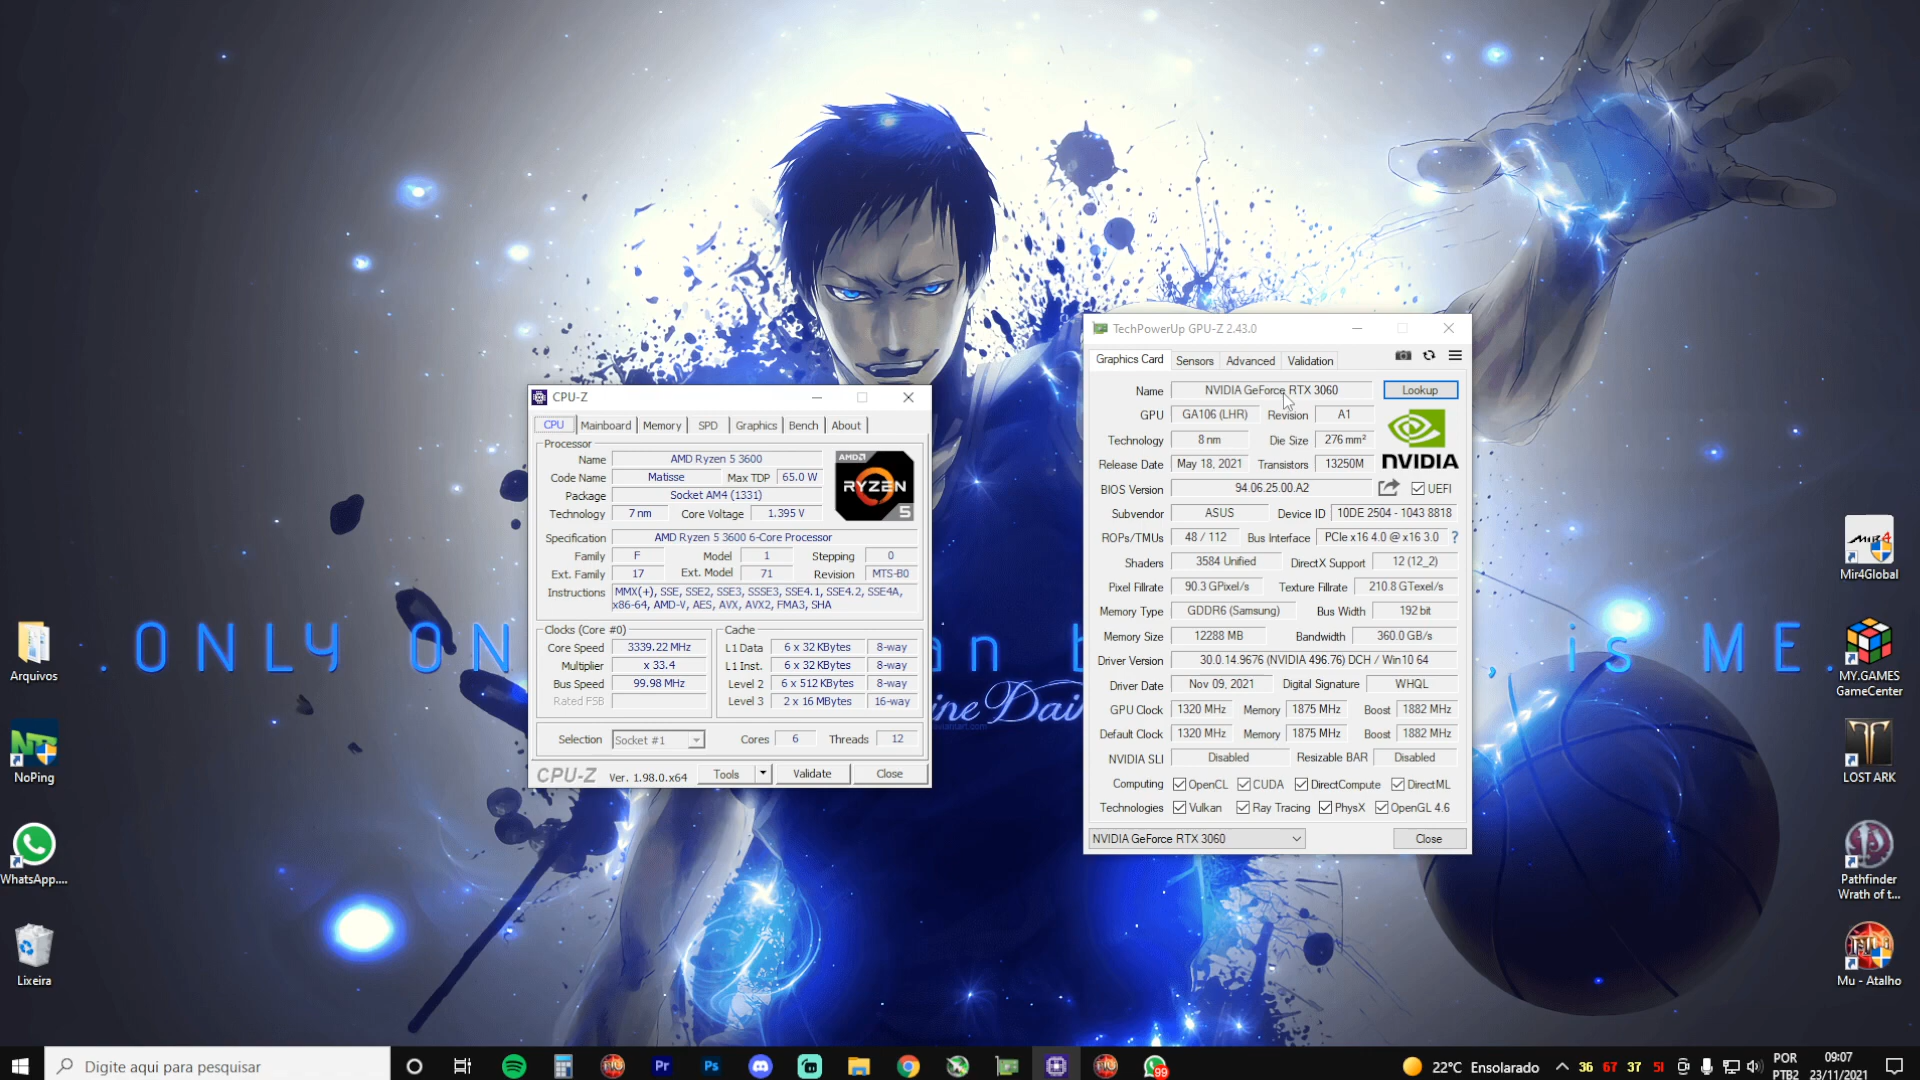 CPU-Z
CPU Mainboard Memory SPD Graphics Bench About
Processor
Name AMD Ryzen 5 3600
Code Name Matisse Max TDP 65.0 W
Package Socket AM4 (1331)
Technology 7 nm Core Voltage 1.395 V
AMD RYZEN 5
Specification AMD Ryzen 5 3600 6-Core Processor
Family F Model 1 Stepping 0
Ext. Family 17 Ext. Model 71 Revision MTS-B0
Instructions MMX(+), SSE, SSE2, SSE3, SSSE3, SSE4.1, SSE4.2, SSE4A,
x86-64, AMD-V, AES, AVX, AVX2, FMA3, SHA
Clocks (Core #0)
Core Speed 3339.22 MHz
Multiplier x 33.4
Bus Speed 99.98 MHz
Rated FSB
Cache
L1 Data 6 x 32 KBytes 8-way
L1 Inst. 6 x 32 KBytes 8-way
Level 2 6 x 512 KBytes 8-way
Level 3 2 x 16 MBytes 16-way
Selection Socket #1 Cores 6 Threads 12
CPU-Z Ver. 1.98.0.x64 Tools Validate Close
TechPowerUp GPU-Z 2.43.0
Graphics Card Sensors Advanced Validation
Name NVIDIA GeForce RTX 3060 Lookup
GPU GA106 (LHR) Revision A1
Technology 8 nm Die Size 276 mm²
Release Date May 18, 2021 Transistors 13250M
NVIDIA
BIOS Version 94.06.25.00.A2 UEFI
Subvendor ASUS Device ID 10DE 2504 - 1043 8818
ROPs/TMUs 48 / 112 Bus Interface PCIe x16 4.0 @ x16 3.0 ?
Shaders 3584 Unified DirectX Support 12 (12_2)
Pixel Fillrate 90.3 GPixel/s Texture Fillrate 210.8 GTexel/s
Memory Type GDDR6 (Samsung) Bus Width 192 bit
Memory Size 12288 MB Bandwidth 360.0 GB/s
Driver Version 30.0.14.9676 (NVIDIA 496.76) DCH / Win10 64
Driver Date Nov 09, 2021 Digital Signature WHQL
GPU Clock 1320 MHz Memory 1875 MHz Boost 1882 MHz
Default Clock 1320 MHz Memory 1875 MHz Boost 1882 MHz
NVIDIA SLI Disabled Resizable BAR Disabled
Computing OpenCL CUDA DirectCompute DirectML
Technologies Vulkan Ray Tracing PhysX OpenGL 4.6
NVIDIA GeForce RTX 3060 Close
.ONLY ON an b , is ME.
ine Dai
Arquivos
NoPing
WhatsApp....
Lixeira
Mir4Global
MY.GAMES
GameCenter
LOST ARK
Pathfinder
Wrath of t...
Mu - Atalho
Digite aqui para pesquisar
Pr
Ps
99
22°C Ensolarado
36 67 37 51
POR
PTB2
09:07
23/11/2021